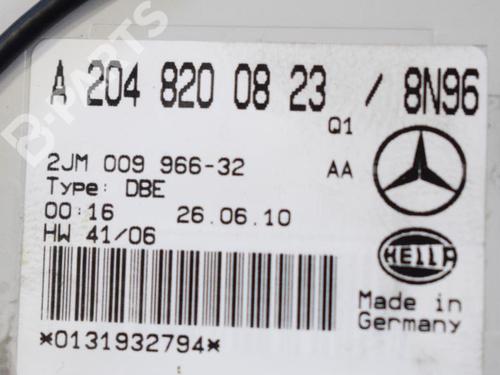 A 204 820 08 23 / 8N96
Q1
2JM 009 966-32 AA
Type: DBE
00:16 26.06.10
HW 41/06
HELLA
Made in
Germany
*0131932794*
B-PARTS